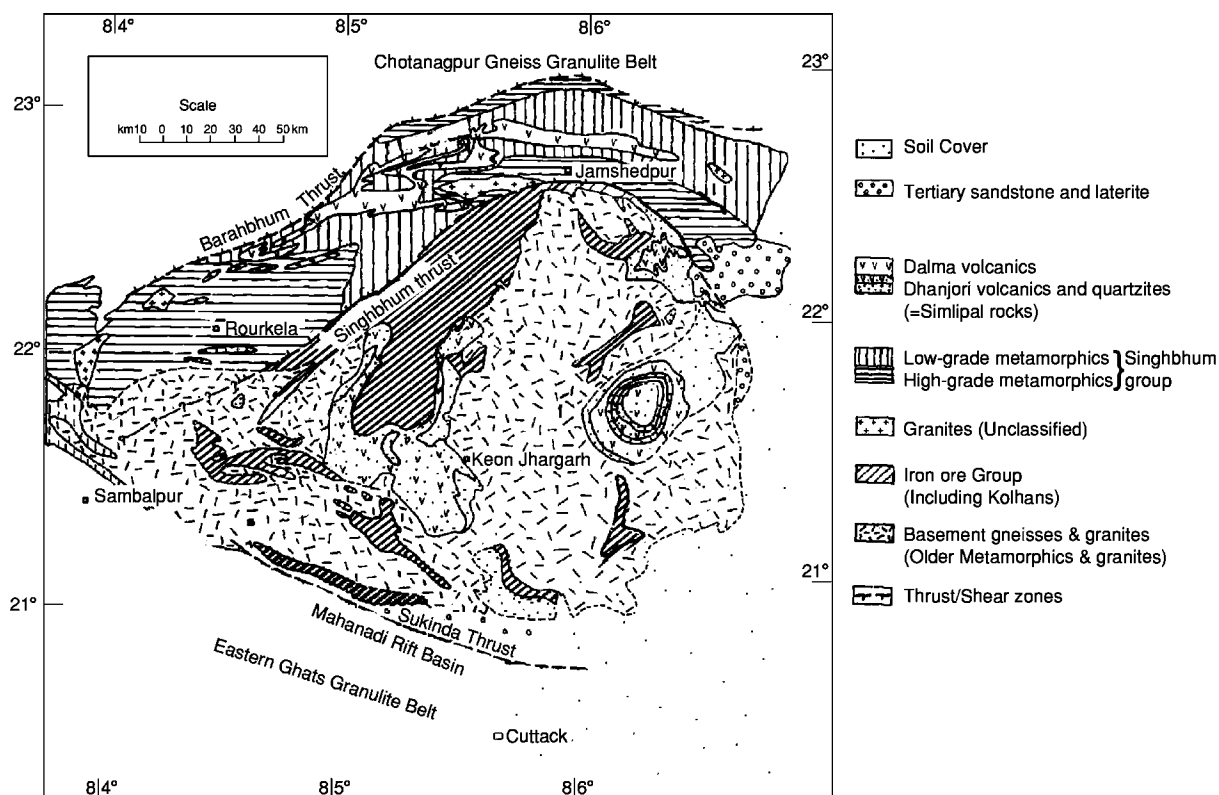 8|4°
8|5°
8|6°
Chotanagpur Gneiss Granulite Belt
23°
23°
Scale
km10 0 10 20 30 40 50 km
Jamshedpur
Barahbhum Thrust
Singhbhum thrust
Rourkela
22°
22°
Keon Jhargarh
Sambalpur
21°
21°
Sukinda Thrust
Mahanadi Rift Basin
Eastern Ghats Granulite Belt
Cuttack
8|4°
8|5°
8|6°
Soil Cover
Tertiary sandstone and laterite
Dalma volcanics
Dhanjori volcanics and quartzites
(=Simlipal rocks)
Low-grade metamorphics } Singhbhum
High-grade metamorphics } group
Granites (Unclassified)
Iron ore Group
(Including Kolhans)
Basement gneisses & granites
(Older Metamorphics & granites)
Thrust/Shear zones